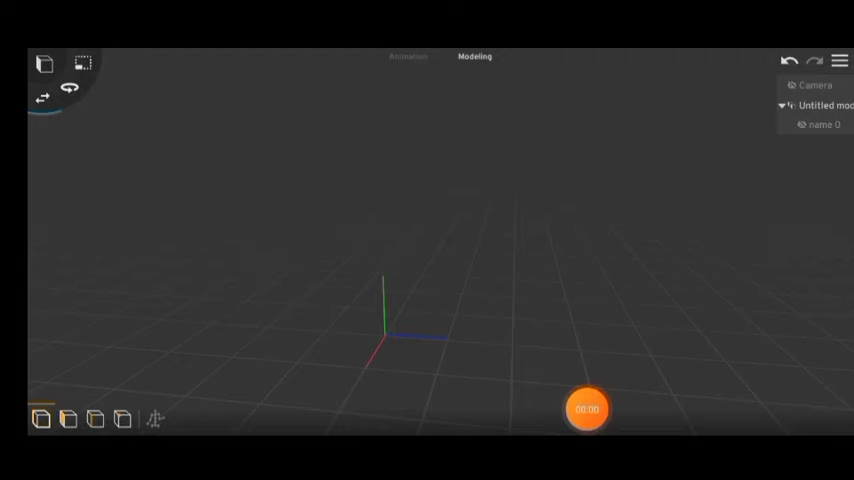 Animation
Modeling
Camera
Untitled mod
name 0
00:00